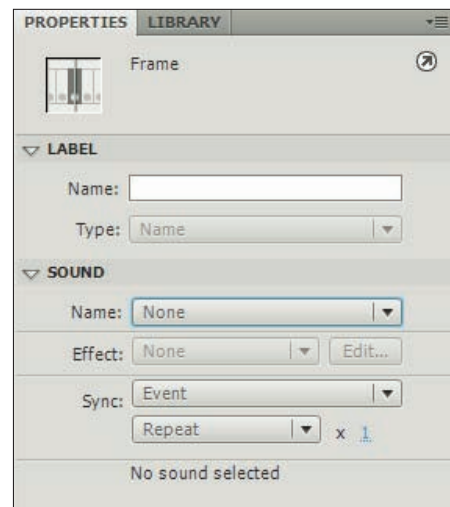 PROPERTIES LIBRARY
Frame
LABEL
Name:
Type: Name
SOUND
Name: None
Effect: None Edit...
Sync: Event
Repeat x 1
No sound selected